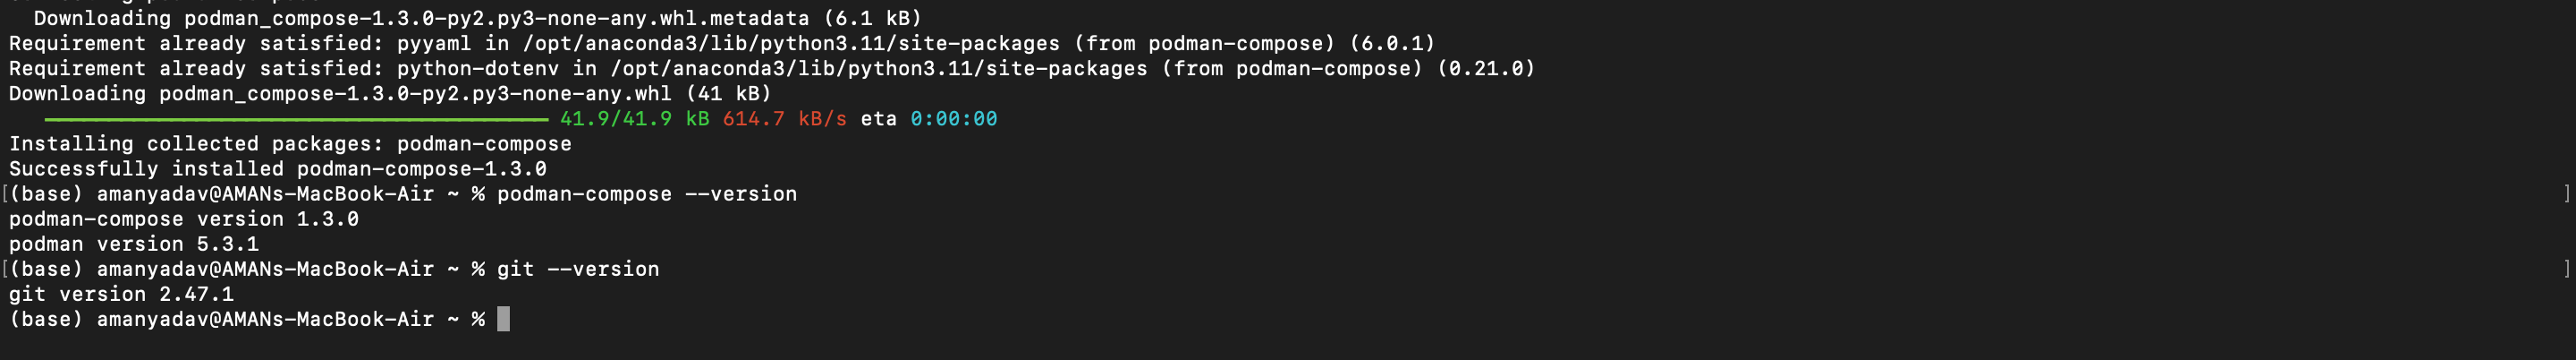 Downloading podman_compose-1.3.0-py2.py3-none-any.whl.metadata (6.1 kB)
Requirement already satisfied: pyyaml in /opt/anaconda3/lib/python3.11/site-packages (from podman-compose) (6.0.1)
Requirement already satisfied: python-dotenv in /opt/anaconda3/lib/python3.11/site-packages (from podman-compose) (0.21.0)
Downloading podman_compose-1.3.0-py2.py3-none-any.whl (41 kB)
41.9/41.9 kB 614.7 kB/s eta 0:00:00
Installing collected packages: podman-compose
Successfully installed podman-compose-1.3.0
[(base) amanyadav@AMANs-MacBook-Air ~ % podman-compose --version ]
podman-compose version 1.3.0
podman version 5.3.1
[(base) amanyadav@AMANs-MacBook-Air ~ % git --version ]
git version 2.47.1
(base) amanyadav@AMANs-MacBook-Air ~ %